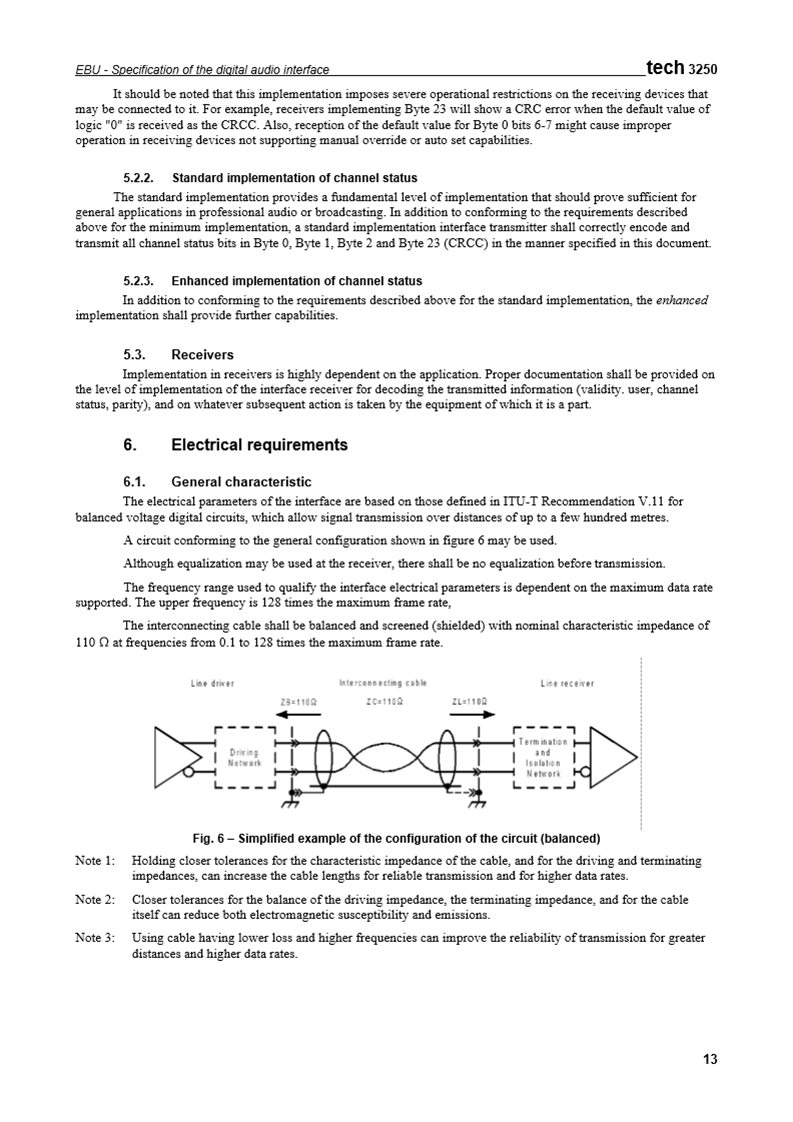 EBU - Specification of the digital audio interface tech 3250
It should be noted that this implementation imposes severe operational restrictions on the receiving devices that
may be connected to it. For example, receivers implementing Byte 23 will show a CRC error when the default value of
logic "0" is received as the CRCC. Also, reception of the default value for Byte 0 bits 6-7 might cause improper
operation in receiving devices not supporting manual override or auto set capabilities.
5.2.2. Standard implementation of channel status
The standard implementation provides a fundamental level of implementation that should prove sufficient for
general applications in professional audio or broadcasting. In addition to conforming to the requirements described
above for the minimum implementation, a standard implementation interface transmitter shall correctly encode and
transmit all channel status bits in Byte 0, Byte 1, Byte 2 and Byte 23 (CRCC) in the manner specified in this document.
5.2.3. Enhanced implementation of channel status
In addition to conforming to the requirements described above for the standard implementation, the enhanced
implementation shall provide further capabilities.
5.3. Receivers
Implementation in receivers is highly dependent on the application. Proper documentation shall be provided on
the level of implementation of the interface receiver for decoding the transmitted information (validity. user, channel
status, parity), and on whatever subsequent action is taken by the equipment of which it is a part.
6. Electrical requirements
6.1. General characteristic
The electrical parameters of the interface are based on those defined in ITU-T Recommendation V.11 for
balanced voltage digital circuits, which allow signal transmission over distances of up to a few hundred metres.
A circuit conforming to the general configuration shown in figure 6 may be used.
Although equalization may be used at the receiver, there shall be no equalization before transmission.
The frequency range used to qualify the interface electrical parameters is dependent on the maximum data rate
supported. The upper frequency is 128 times the maximum frame rate,
The interconnecting cable shall be balanced and screened (shielded) with nominal characteristic impedance of
110 Ω at frequencies from 0.1 to 128 times the maximum frame rate.
Line driver Interconnecting cable Line receiver
ZS=110Ω ZC=110Ω ZL=110Ω
Driving
Network
Termination
and
Isolation
Network
Fig. 6 – Simplified example of the configuration of the circuit (balanced)
Note 1: Holding closer tolerances for the characteristic impedance of the cable, and for the driving and terminating
impedances, can increase the cable lengths for reliable transmission and for higher data rates.
Note 2: Closer tolerances for the balance of the driving impedance, the terminating impedance, and for the cable
itself can reduce both electromagnetic susceptibility and emissions.
Note 3: Using cable having lower loss and higher frequencies can improve the reliability of transmission for greater
distances and higher data rates.
13